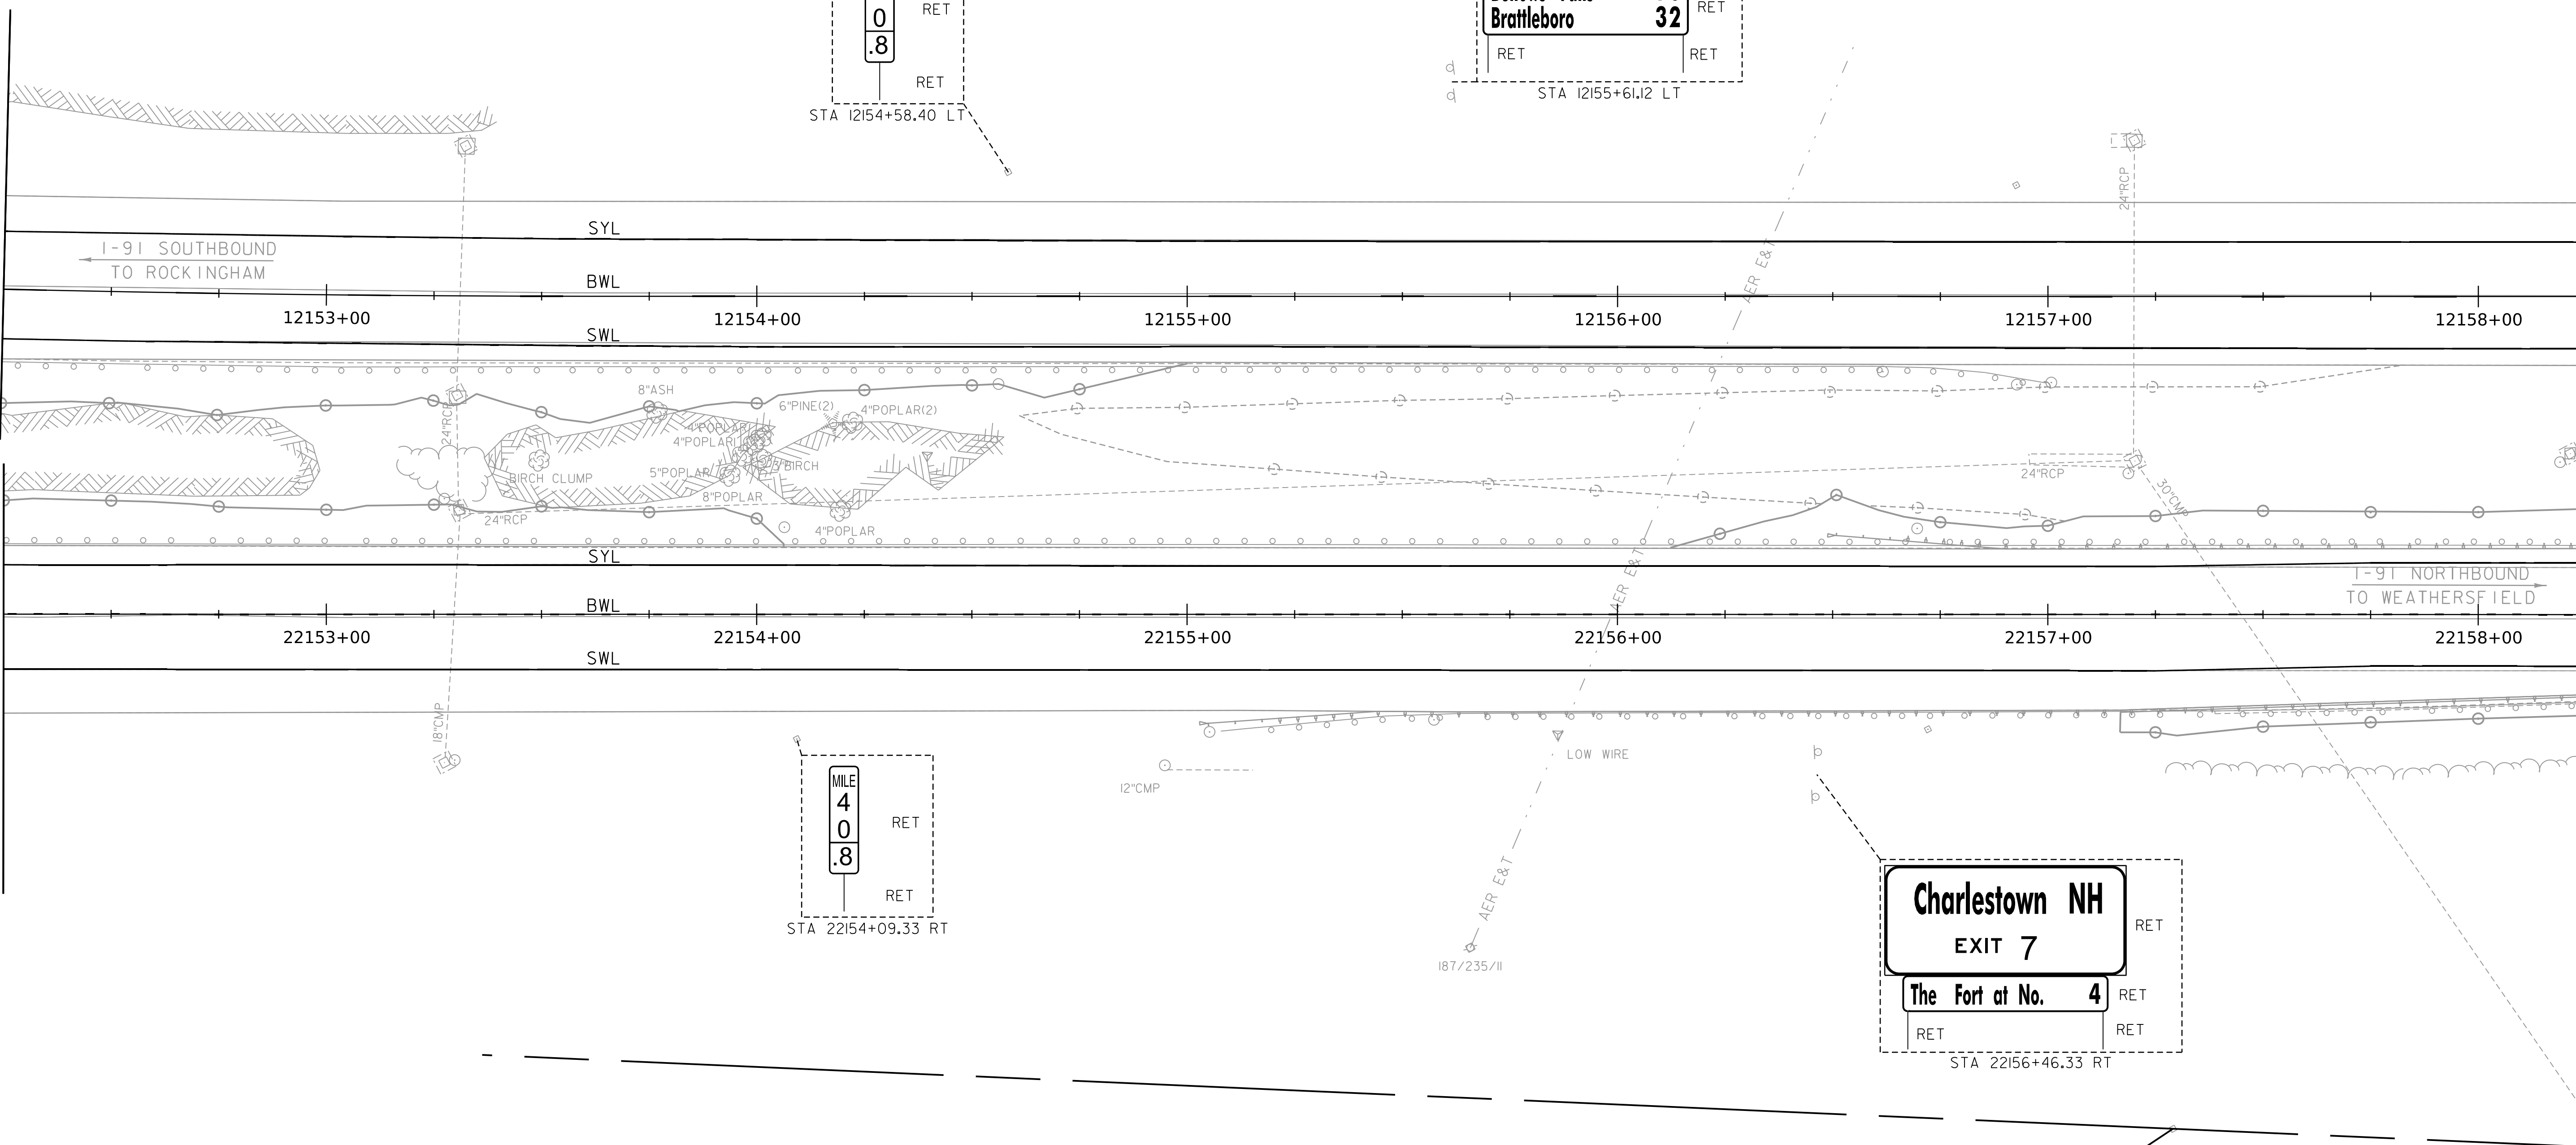 0
.8
RET
RET
STA 12154+58.40 LT
Brattleboro 32
RET
RET
RET
STA 12155+61.12 LT
24"RCP
SYL
I-91 SOUTHBOUND
TO ROCKINGHAM
BWL
AER E&T
12153+00
12154+00
12155+00
12156+00
12157+00
12158+00
SWL
8"ASH
6"PINE(2)
4"POPLAR(2)
24"RCP
4"POPLAR
4"POPLAR
5"POPLAR
BIRCH
BIRCH CLUMP
8"POPLAR
24"RCP
4"POPLAR
24"RCP
30"CMP
SYL
AER E&T
I-91 NORTHBOUND
TO WEATHERSFIELD
BWL
22153+00
22154+00
22155+00
22156+00
22157+00
22158+00
SWL
18"CMP
LOW WIRE
12"CMP
MILE
4
0
.8
RET
RET
STA 22154+09.33 RT
AER E&T
187/235/11
Charlestown NH
EXIT 7
RET
The Fort at No. 4
RET
RET
RET
STA 22156+46.33 RT